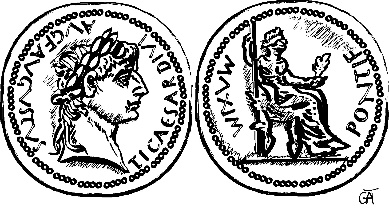 TI CAESAR DIVI
AVG F AVGVSTVS
PONTIF
MAXIM